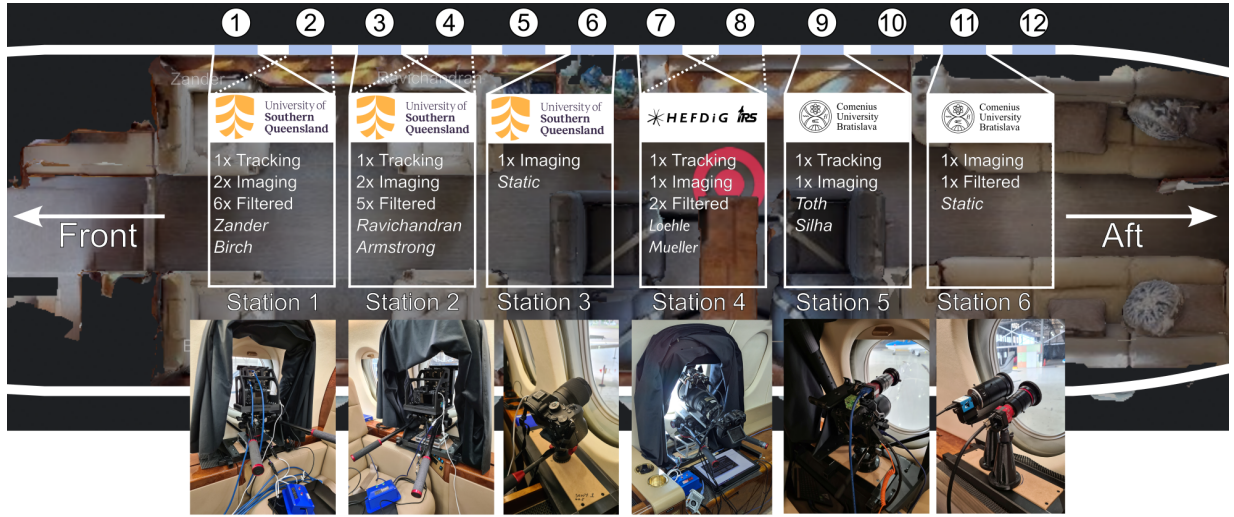 1 2 3 4 5 6 7 8 9 10 11 12
Zander
Ravichandran
University of
Southern
Queensland
1x Tracking
2x Imaging
6x Filtered
Zander
Birch
Station 1
University of
Southern
Queensland
1x Tracking
2x Imaging
5x Filtered
Ravichandran
Armstrong
Station 2
University of
Southern
Queensland
1x Imaging
Static
Station 3
HEFDiG IRS
1x Tracking
1x Imaging
2x Filtered
Loehle
Mueller
Station 4
Comenius
University
Bratislava
1x Tracking
1x Imaging
Toth
Silha
Station 5
Comenius
University
Bratislava
1x Imaging
1x Filtered
Static
Station 6
Front
Aft